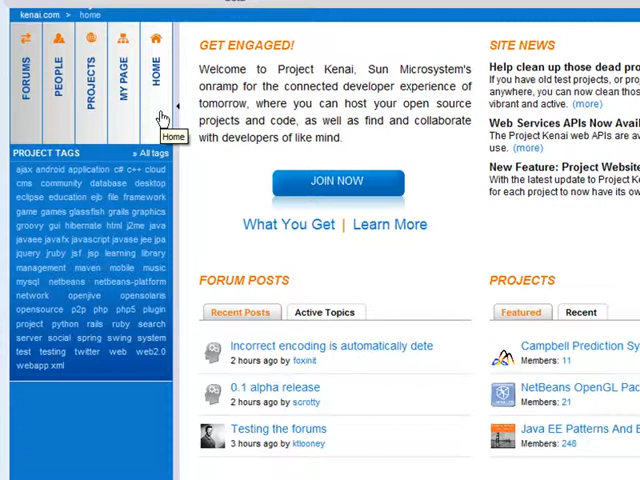 kenai.com > home
FORUMS
PEOPLE
PROJECTS
MY PAGE
HOME
Home
PROJECT TAGS » All tags
ajax android application c# c++ cloud
cms community database desktop
eclipse education ejb file framework
game games glassfish grails graphics
groovy gui hibernate html j2me java
javaee javafx javascript javase jee jpa
jquery jruby jsf jsp learning library
management maven mobile music
mysql netbeans netbeans-platform
network openjive opensolaris
opensource p2p php php5 plugin
project python rails ruby search
server social spring swing system
test testing twitter web web2.0
webapp xml
GET ENGAGED!
Welcome to Project Kenai, Sun Microsystem's
onramp for the connected developer experience of
tomorrow, where you can host your open source
projects and code, as well as find and collaborate
with developers of like mind.
JOIN NOW
What You Get | Learn More
FORUM POSTS
Recent Posts Active Topics
Incorrect encoding is automatically dete
2 hours ago by foxinit
0.1 alpha release
2 hours ago by scrotty
Testing the forums
3 hours ago by ktlooney
SITE NEWS
Help clean up those dead pro
If you have old test projects, or pro
anywhere, you can now clean those
vibrant and active. (more)
Web Services APIs Now Avail
The Project Kenai web APIs are av
use. (more)
New Feature: Project Website
With the latest update to Project K
for each project to now have its ow
PROJECTS
Featured Recent
Campbell Prediction Sy
Members: 11
NetBeans OpenGL Pac
Members: 21
Java EE Patterns And B
Members: 248